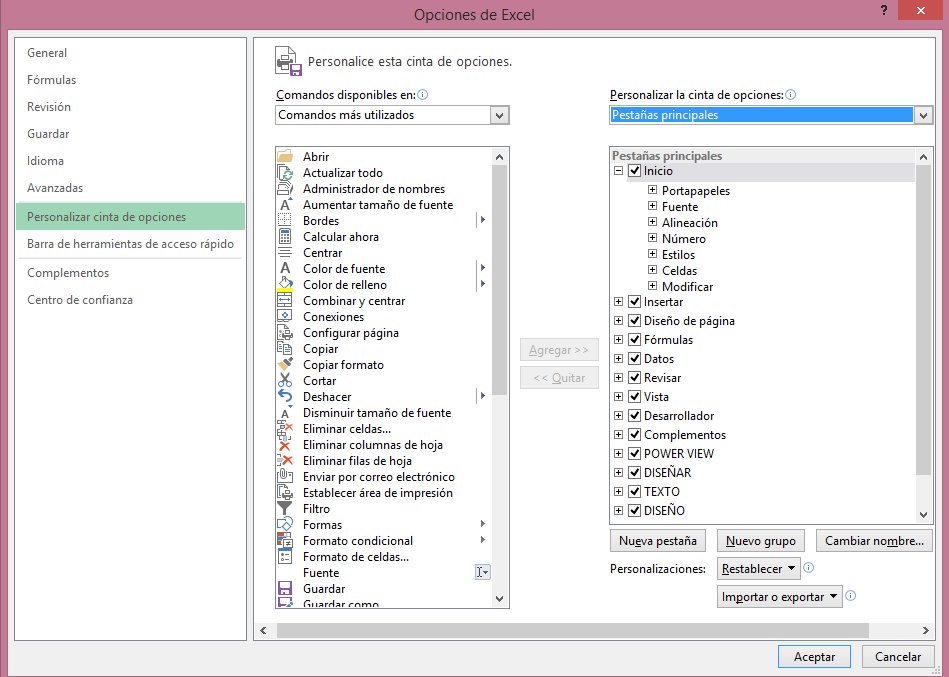 Opciones de Excel
?
General
Fórmulas
Revisión
Guardar
Idioma
Avanzadas
Personalizar cinta de opciones
Barra de herramientas de acceso rápido
Complementos
Centro de confianza
Personalice esta cinta de opciones.
Comandos disponibles en:
Comandos más utilizados
Abrir
Actualizar todo
Administrador de nombres
Aumentar tamaño de fuente
Bordes
Calcular ahora
Centrar
Color de fuente
Color de relleno
Combinar y centrar
Conexiones
Configurar página
Copiar
Copiar formato
Cortar
Deshacer
Disminuir tamaño de fuente
Eliminar celdas...
Eliminar columnas de hoja
Eliminar filas de hoja
Enviar por correo electrónico
Establecer área de impresión
Filtro
Formas
Formato condicional
Formato de celdas...
Fuente
Guardar
Guardar como
Agregar >>
<< Quitar
Personalizar la cinta de opciones:
Pestañas principales
Pestañas principales
Inicio
Portapapeles
Fuente
Alineación
Número
Estilos
Celdas
Modificar
Insertar
Diseño de página
Fórmulas
Datos
Revisar
Vista
Desarrollador
Complementos
POWER VIEW
DISEÑAR
TEXTO
DISEÑO
Nueva pestaña
Nuevo grupo
Cambiar nombre...
Personalizaciones:
Restablecer
Importar o exportar
Aceptar
Cancelar